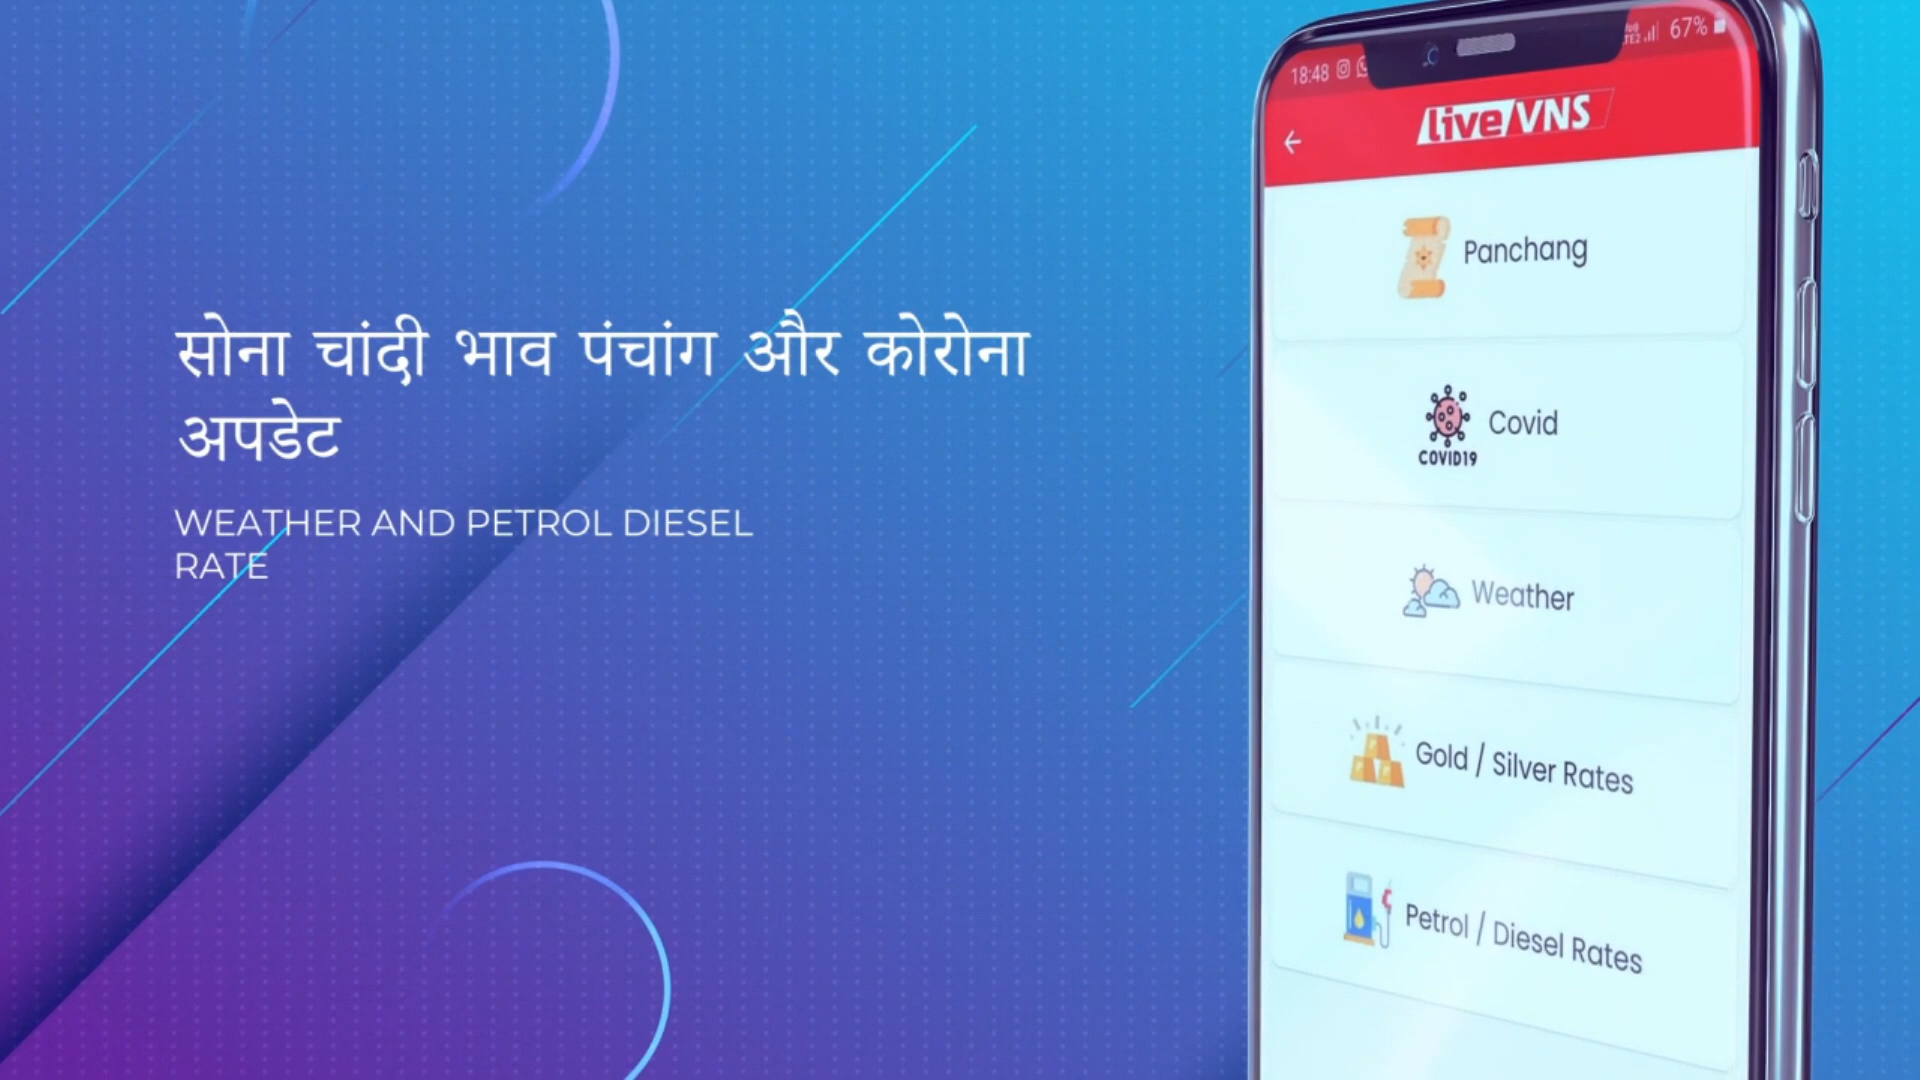 सोना चांदी भाव पंचांग और कोरोना
अपडेट
WEATHER AND PETROL DIESEL
RATE
18:48
67%
live VNS
Panchang
COVID19
Covid
Weather
Gold / Silver Rates
Petrol / Diesel Rates